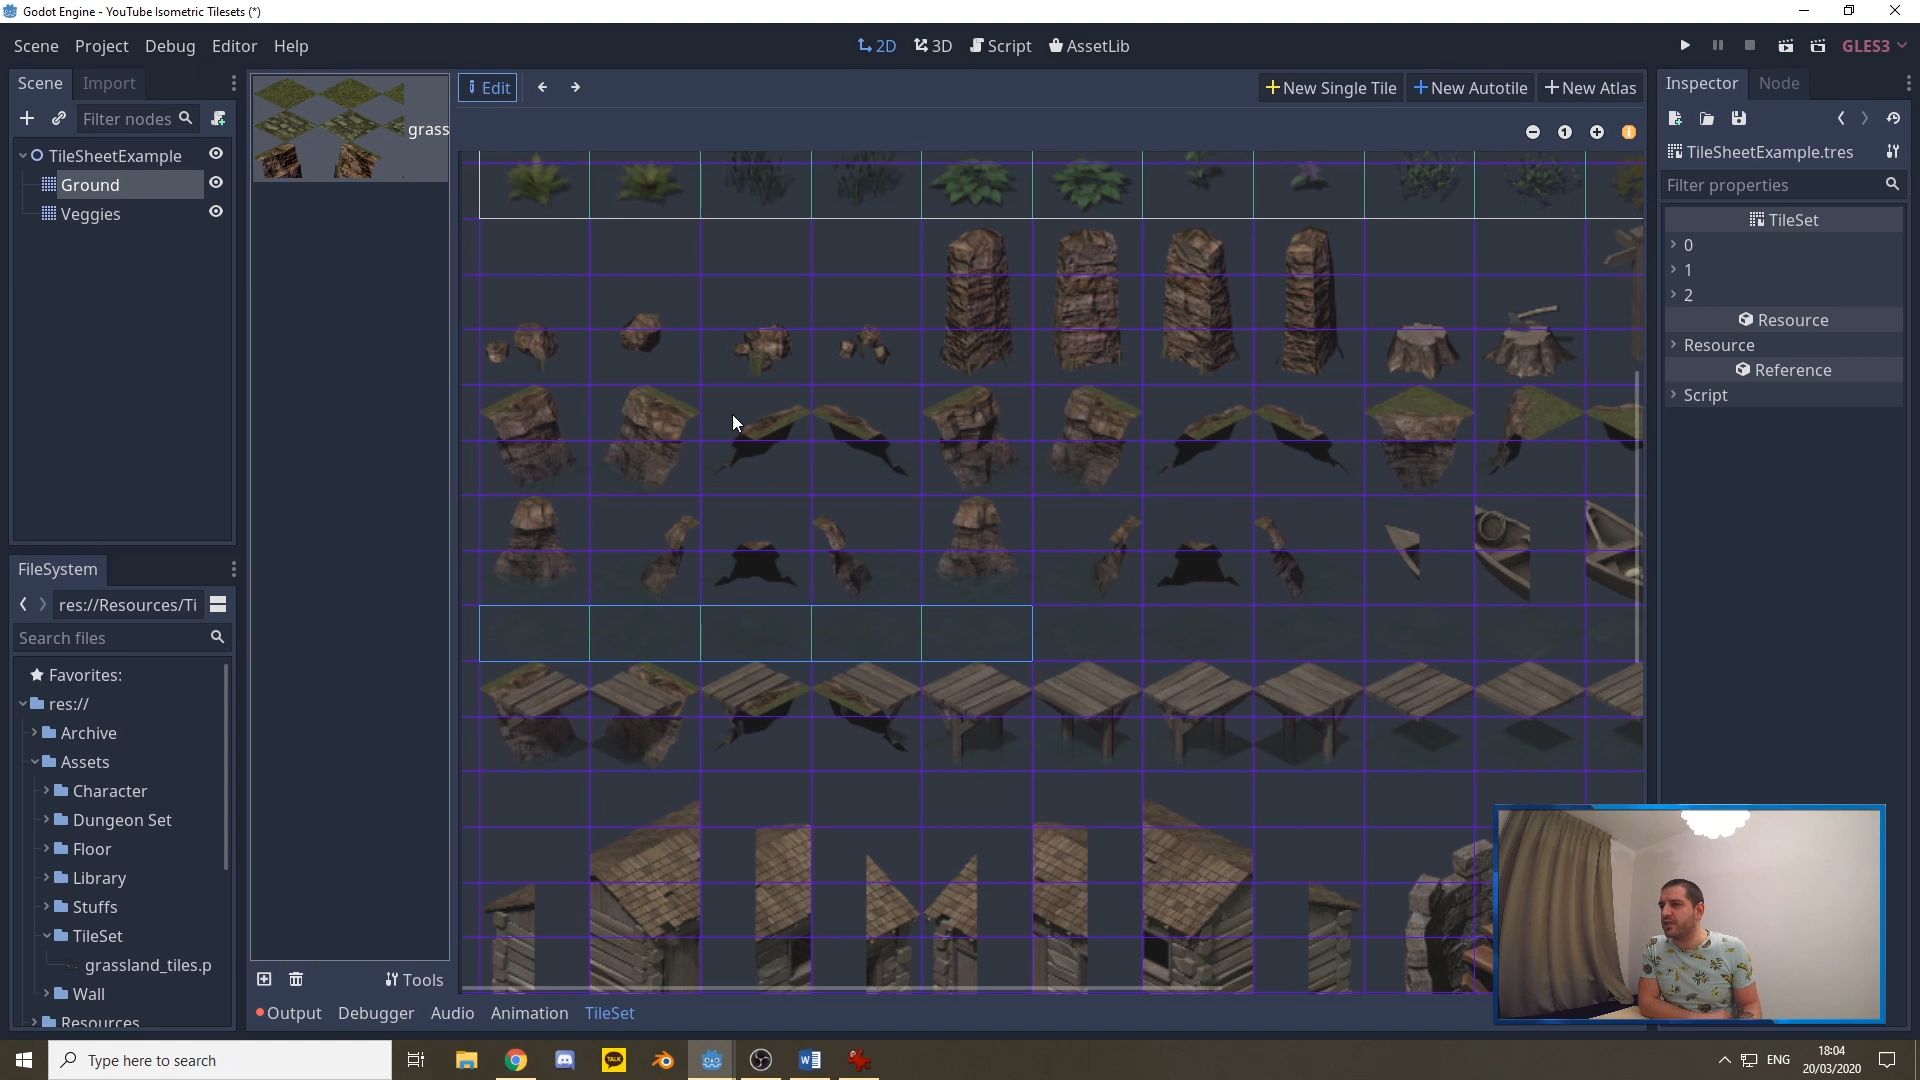 Godot Engine - YouTube Isometric Tilesets (*)
Scene Project Debug Editor Help
2D 3D Script AssetLib
GLES3
Scene Import
Filter nodes
TileSheetExample
Ground
Veggies
grass
Edit
New Single Tile New Autotile New Atlas
1
Inspector Node
TileSheetExample.tres
Filter properties
TileSet
0
1
2
Resource
Resource
Reference
Script
FileSystem
res://Resources/Ti
Search files
Favorites:
res://
Archive
Assets
Character
Dungeon Set
Floor
Library
Stuffs
TileSet
grassland_tiles.p
Wall
Resources
Tools
Output Debugger Audio Animation TileSet
Type here to search
TALK
ENG
18:04
20/03/2020